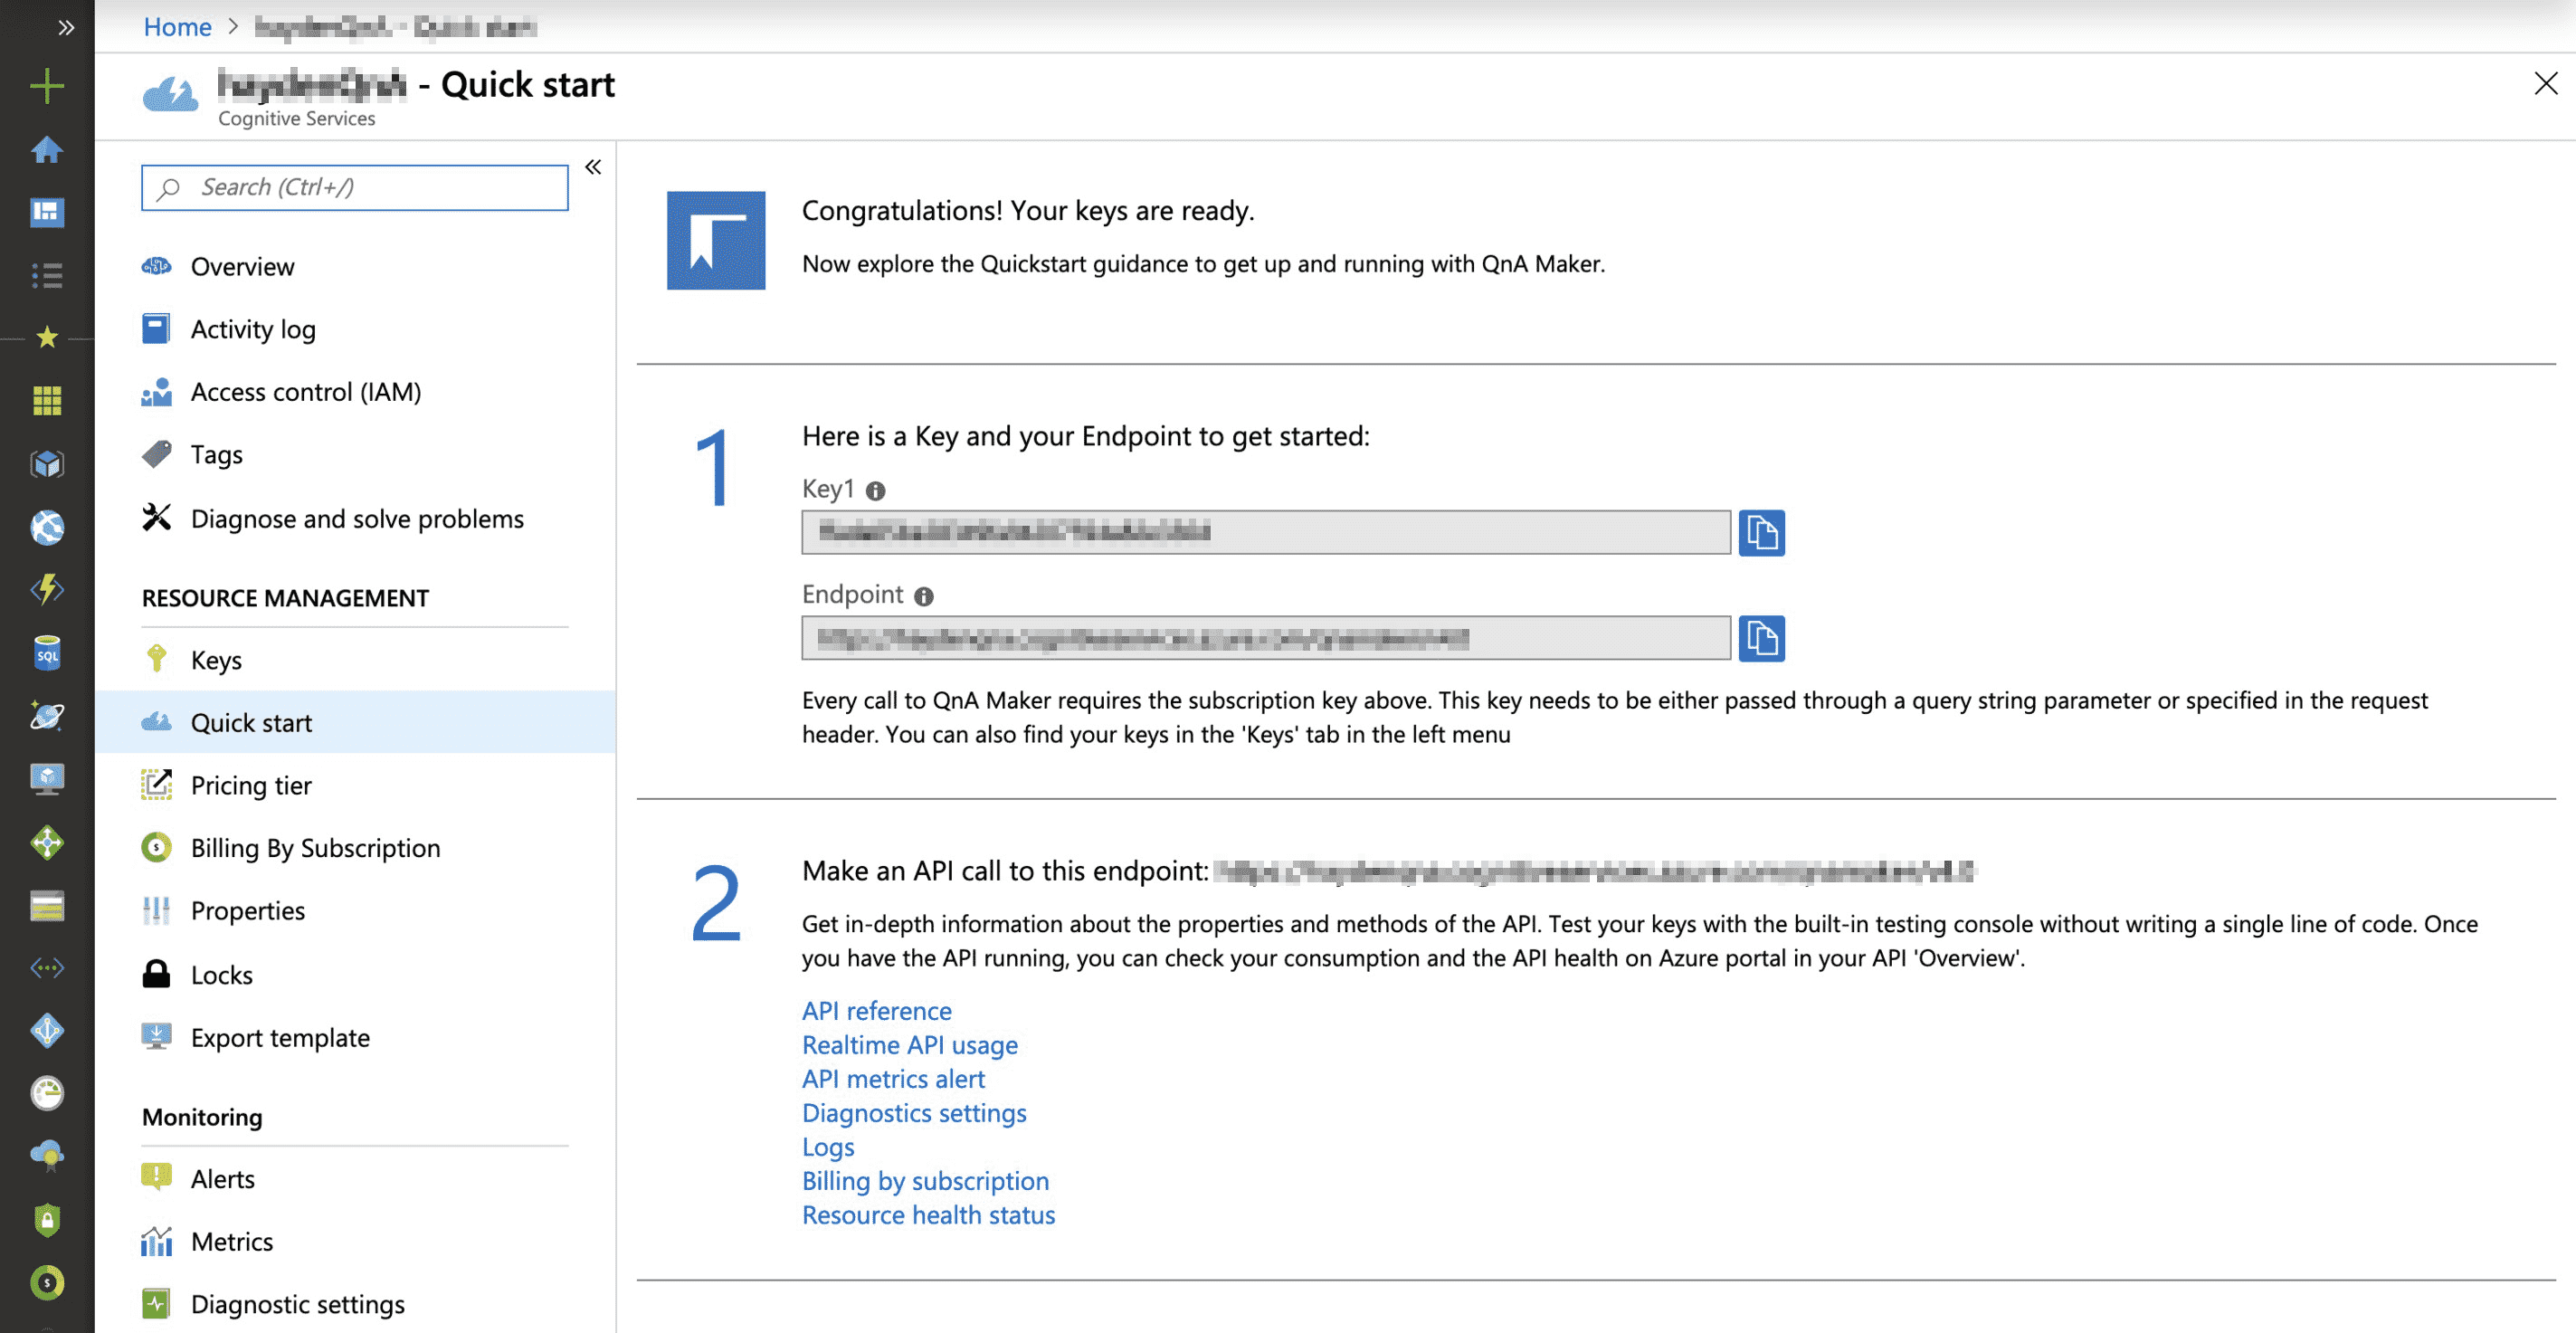 Home >
- Quick start
Cognitive Services
Search (Ctrl+/)
Overview
Activity log
Access control (IAM)
Tags
Diagnose and solve problems
RESOURCE MANAGEMENT
Keys
Quick start
Pricing tier
Billing By Subscription
Properties
Locks
Export template
Monitoring
Alerts
Metrics
Diagnostic settings
Congratulations! Your keys are ready.
Now explore the Quickstart guidance to get up and running with QnA Maker.
1
Here is a Key and your Endpoint to get started:
Key1
Endpoint
Every call to QnA Maker requires the subscription key above. This key needs to be either passed through a query string parameter or specified in the request
header. You can also find your keys in the 'Keys' tab in the left menu
2
Make an API call to this endpoint:
Get in-depth information about the properties and methods of the API. Test your keys with the built-in testing console without writing a single line of code. Once
you have the API running, you can check your consumption and the API health on Azure portal in your API 'Overview'.
API reference
Realtime API usage
API metrics alert
Diagnostics settings
Logs
Billing by subscription
Resource health status
SQL